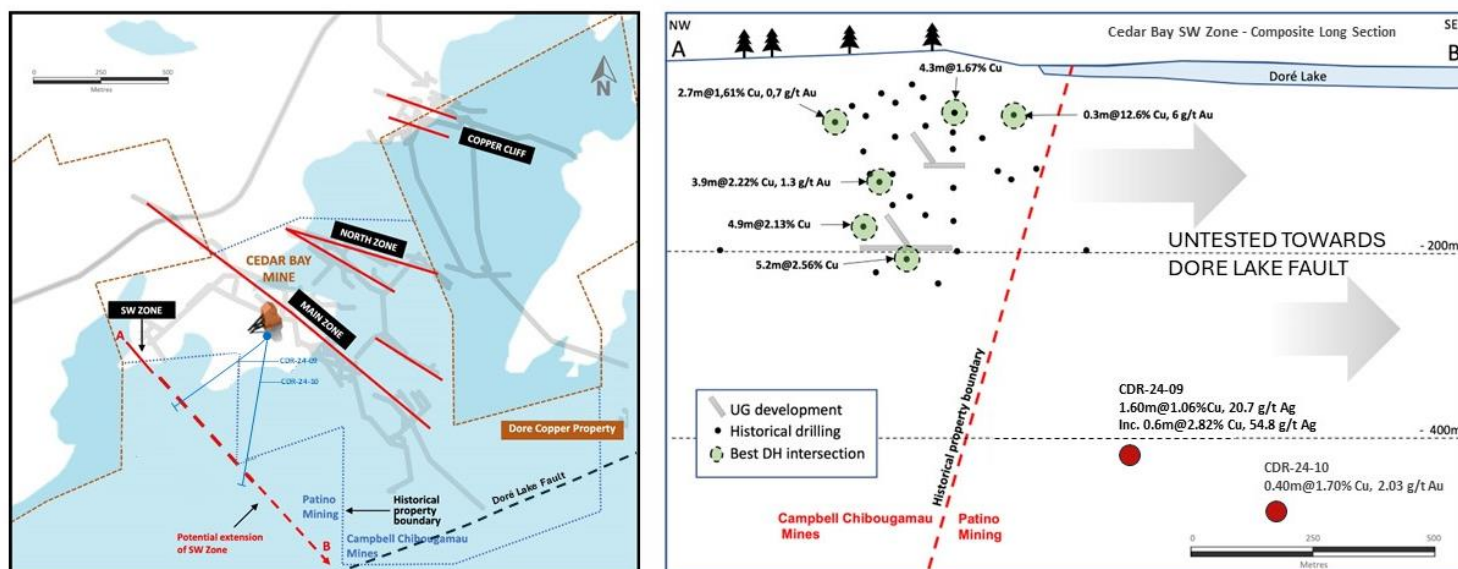 0
250
500
Metres
N
COPPER CLIFF
NORTH ZONE
CEDAR BAY
MINE
MAIN ZONE
SW ZONE
A
CDR-24-09
CDR-24-10
Dore Copper Property
Doré Lake Fault
Patino
Mining
Historical
property
boundary
Potential extension
of SW Zone
B
Campbell Chibougamau
Mines
NW
SE
A
Cedar Bay SW Zone - Composite Long Section
B
Doré Lake
4.3m@1.67% Cu
2.7m@1,61% Cu, 0,7 g/t Au
0.3m@12.6% Cu, 6 g/t Au
3.9m@2.22% Cu, 1.3 g/t Au
4.9m@2.13% Cu
5.2m@2.56% Cu
- 200m
UNTESTED TOWARDS
DORE LAKE FAULT
Historical property boundary
UG development
Historical drilling
Best DH intersection
CDR-24-09
1.60m@1.06%Cu, 20.7 g/t Ag
Inc. 0.6m@2.82% Cu, 54.8 g/t Ag
- 400m
CDR-24-10
0.40m@1.70% Cu, 2.03 g/t Au
Campbell Chibougamau
Mines
Patino
Mining
0
250
500
Metres